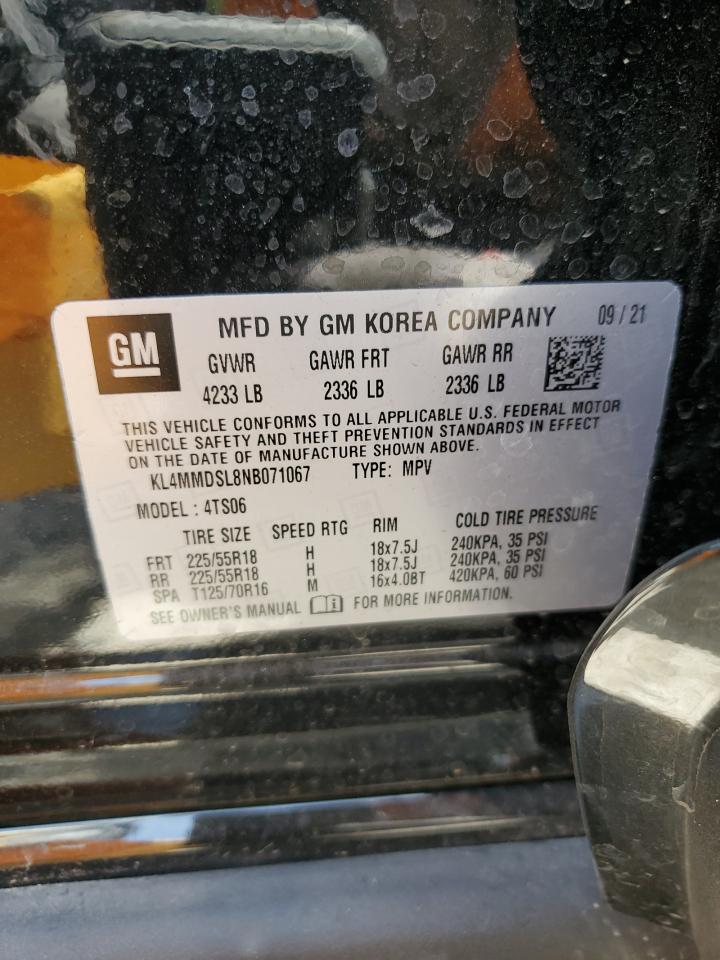 GM
MFD BY GM KOREA COMPANY 09 / 21
GVWR GAWR FRT GAWR RR
4233 LB 2336 LB 2336 LB
THIS VEHICLE CONFORMS TO ALL APPLICABLE U.S. FEDERAL MOTOR
VEHICLE SAFETY AND THEFT PREVENTION STANDARDS IN EFFECT
ON THE DATE OF MANUFACTURE SHOWN ABOVE.
KL4MMDSL8NB071067 TYPE: MPV
MODEL : 4TS06
TIRE SIZE SPEED RTG RIM COLD TIRE PRESSURE
FRT 225/55R18 H 18x7.5J 240KPA, 35 PSI
RR 225/55R18 H 18x7.5J 240KPA, 35 PSI
SPA T125/70R16 M 16x4.0BT 420KPA, 60 PSI
SEE OWNER'S MANUAL i FOR MORE INFORMATION.